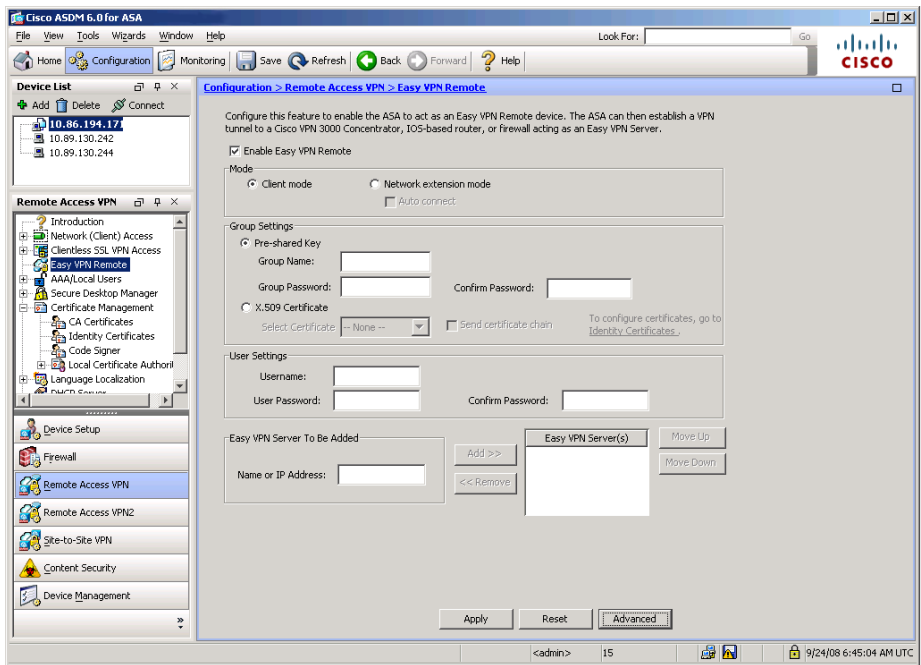 Cisco ASDM 6.0 for ASA
File View Tools Wizards Window Help
Look For:
Go
Home Configuration Monitoring Save Refresh Back Forward Help
CISCO
Device List
Add Delete Connect
10.86.194.171
10.89.130.242
10.89.130.244
Remote Access VPN
Introduction
Network (Client) Access
Clientless SSL VPN Access
Easy VPN Remote
AAA/Local Users
Secure Desktop Manager
Certificate Management
CA Certificates
Identity Certificates
Code Signer
Local Certificate Authori
Language Localization
DHCP Server
Device Setup
Firewall
Remote Access VPN
Remote Access VPN2
Site-to-Site VPN
Content Security
Device Management
Configuration > Remote Access VPN > Easy VPN Remote
Configure this feature to enable the ASA to act as an Easy VPN Remote device. The ASA can then establish a VPN
tunnel to a Cisco VPN 3000 Concentrator, IOS-based router, or firewall acting as an Easy VPN Server.
Enable Easy VPN Remote
Mode
Client mode
Network extension mode
Auto connect
Group Settings
Pre-shared Key
Group Name:
Group Password:
Confirm Password:
X.509 Certificate
Select Certificate
-- None --
Send certificate chain
To configure certificates, go to
Identity Certificates .
User Settings
Username:
User Password:
Confirm Password:
Easy VPN Server To Be Added
Name or IP Address:
Add >>
<< Remove
Easy VPN Server(s)
Move Up
Move Down
Apply
Reset
Advanced
<admin>
15
9/24/08 6:45:04 AM UTC